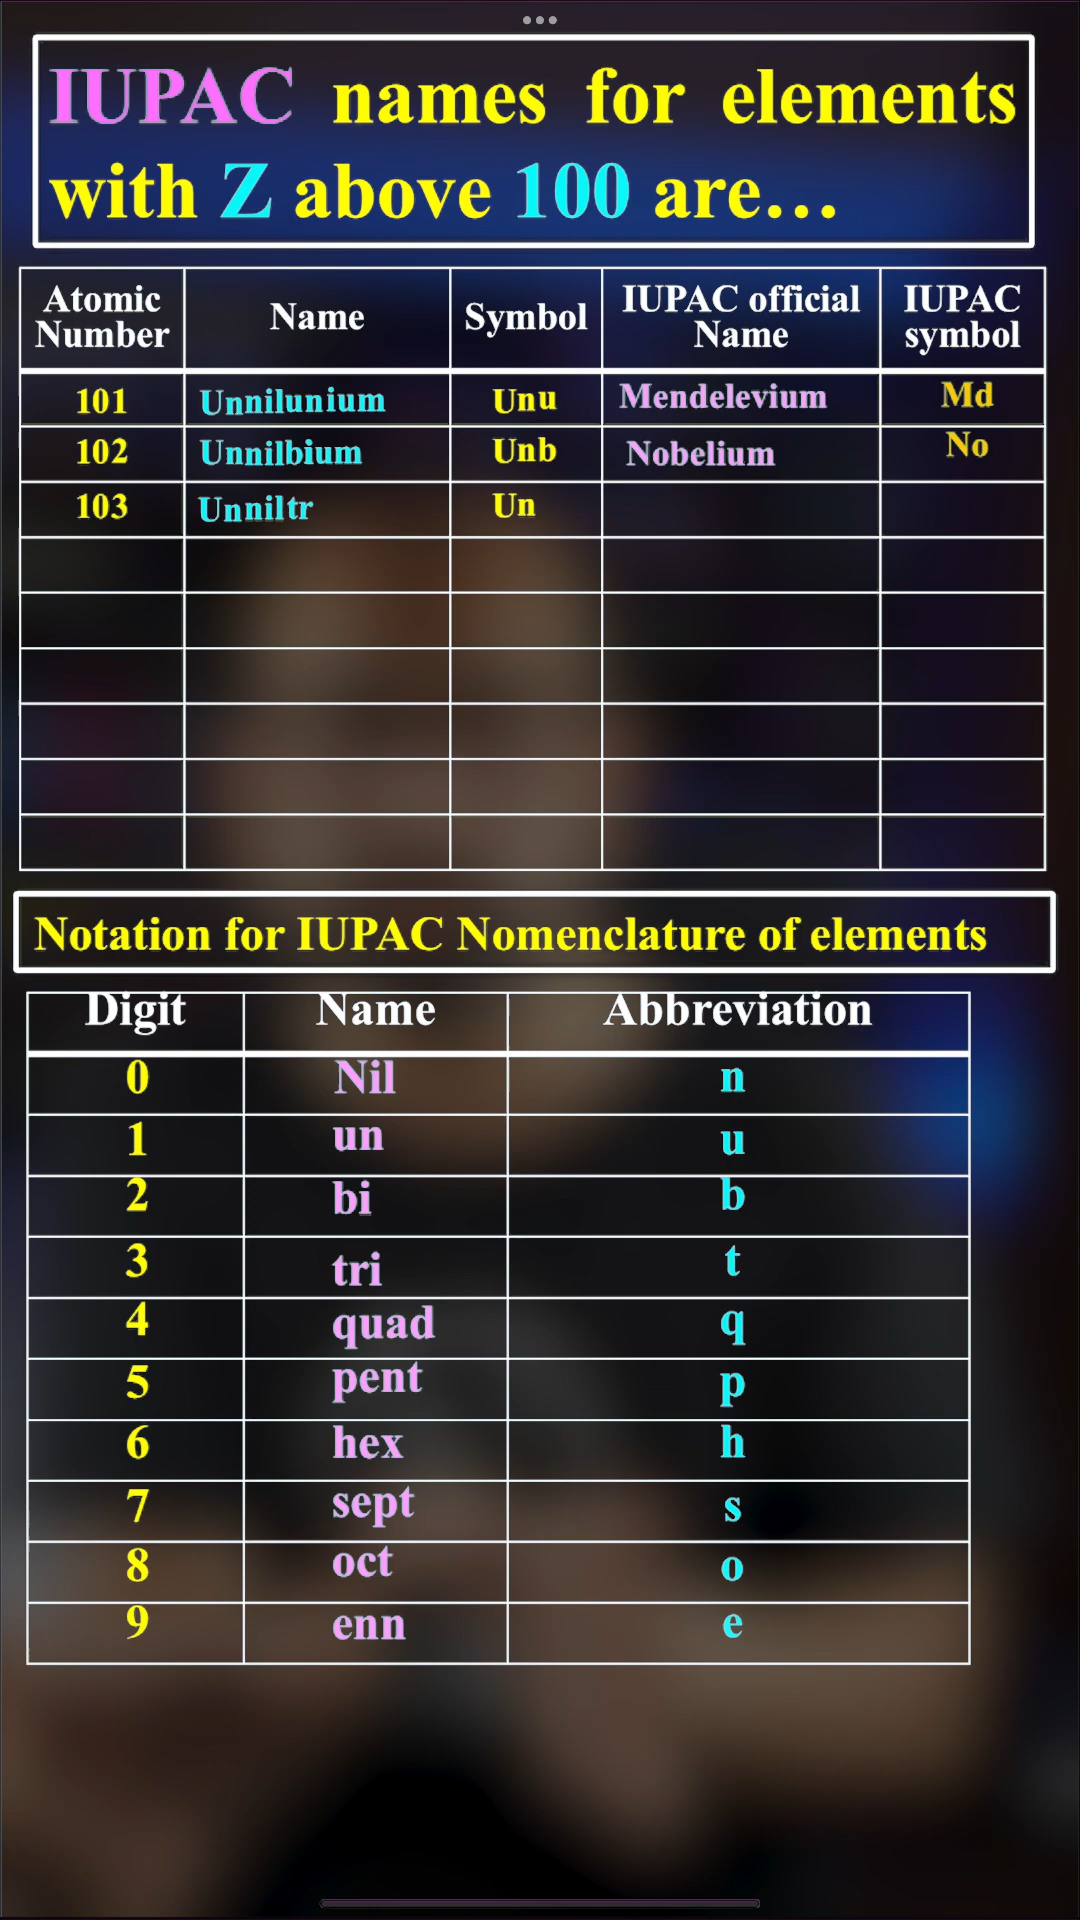 IUPAC names for elements
with Z above 100 are...
Atomic Number Name Symbol IUPAC official Name IUPAC symbol
101 Unnilunium Unu Mendelevium Md
102 Unnilbium Unb Nobelium No
103 Unniltr Un
Notation for IUPAC Nomenclature of elements
Digit Name Abbreviation
0 Nil n
1 un u
2 bi b
3 tri t
4 quad q
5 pent p
6 hex h
7 sept s
8 oct o
9 enn e